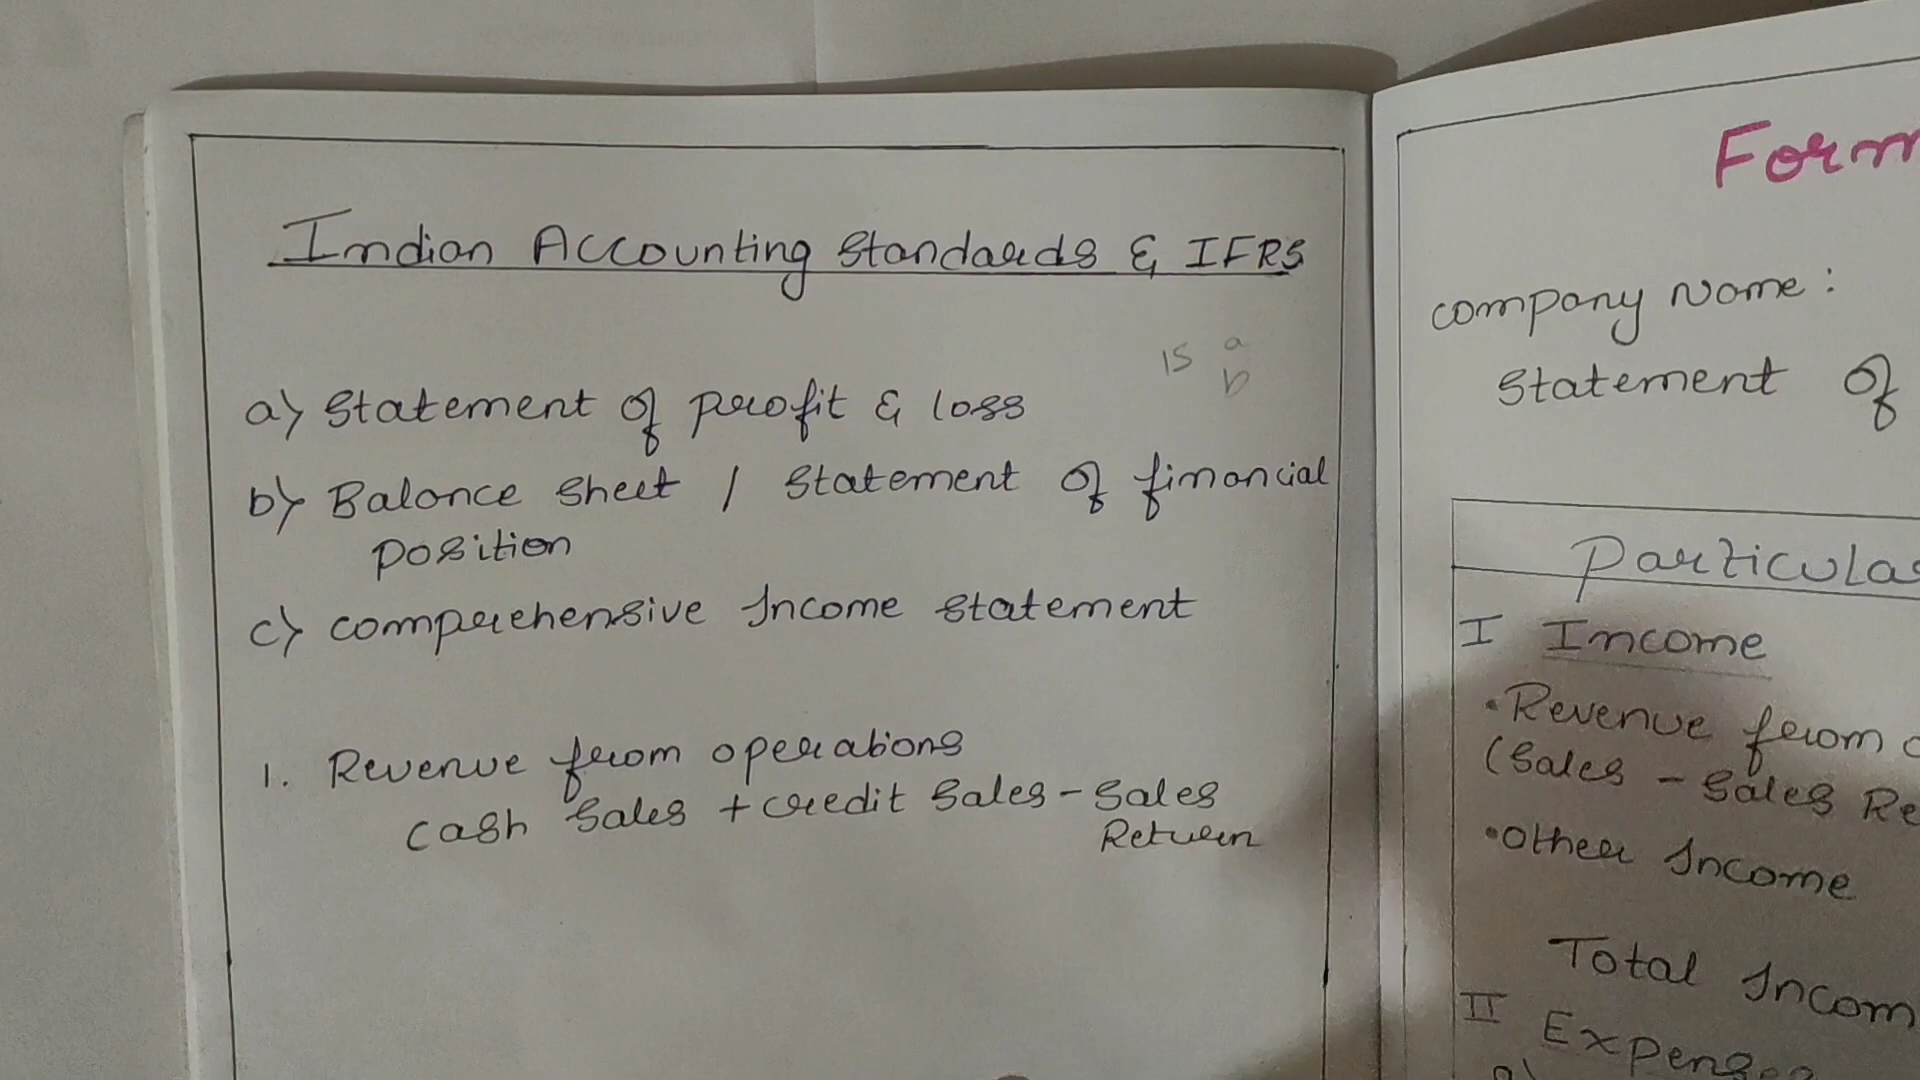 Indian Accounting Standards & IFRS
15 a
b
a) Statement of profit & loss
b) Balance Sheet / Statement of financial
position
c) Comprehensive Income Statement
1. Revenue from operations
Cash Sales + Credit Sales - Sales
Return
Form
Company Name :
Statement of
Particula
I Income
• Revenue from
(Sales - Sales Re
• Other Income
Total Incom
II Expenses
a)